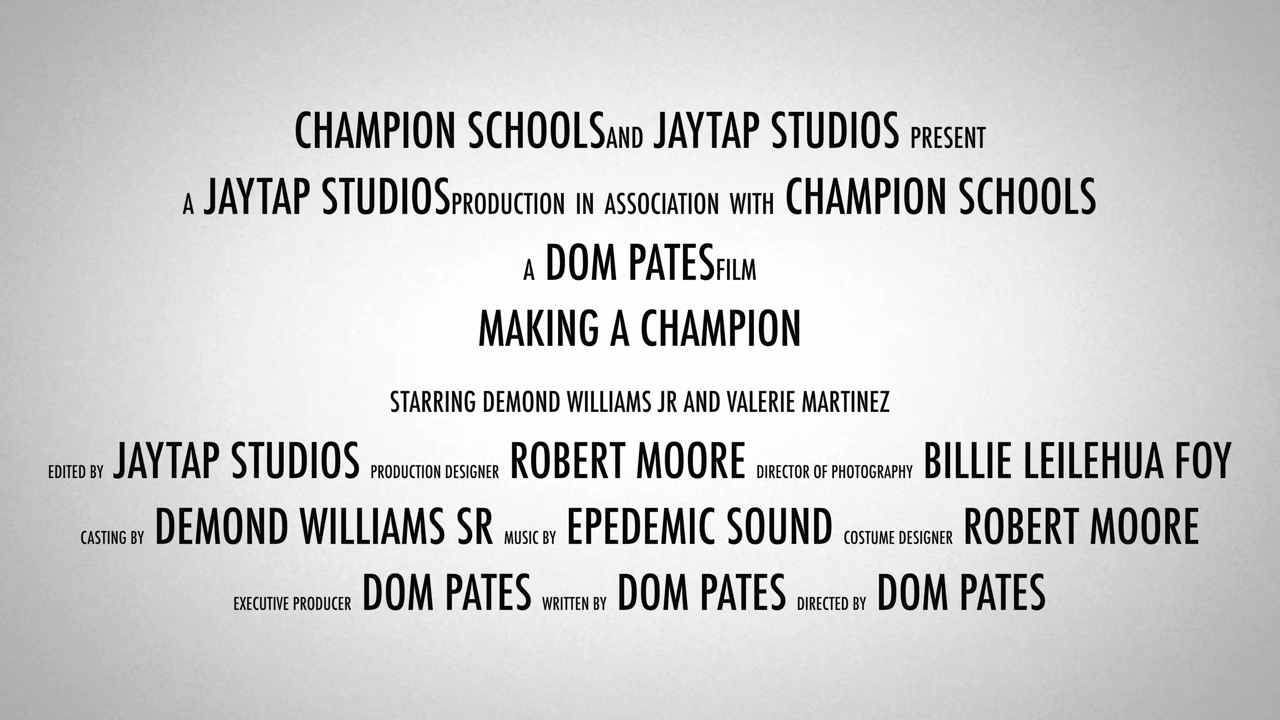 CHAMPION SCHOOLSAND JAYTAP STUDIOS PRESENT
A JAYTAP STUDIOSPRODUCTION IN ASSOCIATION WITH CHAMPION SCHOOLS
A DOM PATESFILM
MAKING A CHAMPION
STARRING DEMOND WILLIAMS JR AND VALERIE MARTINEZ
EDITED BY JAYTAP STUDIOS PRODUCTION DESIGNER ROBERT MOORE DIRECTOR OF PHOTOGRAPHY BILLIE LEILEHUA FOY
CASTING BY DEMOND WILLIAMS SR MUSIC BY EPEDEMIC SOUND COSTUME DESIGNER ROBERT MOORE
EXECUTIVE PRODUCER DOM PATES WRITTEN BY DOM PATES DIRECTED BY DOM PATES